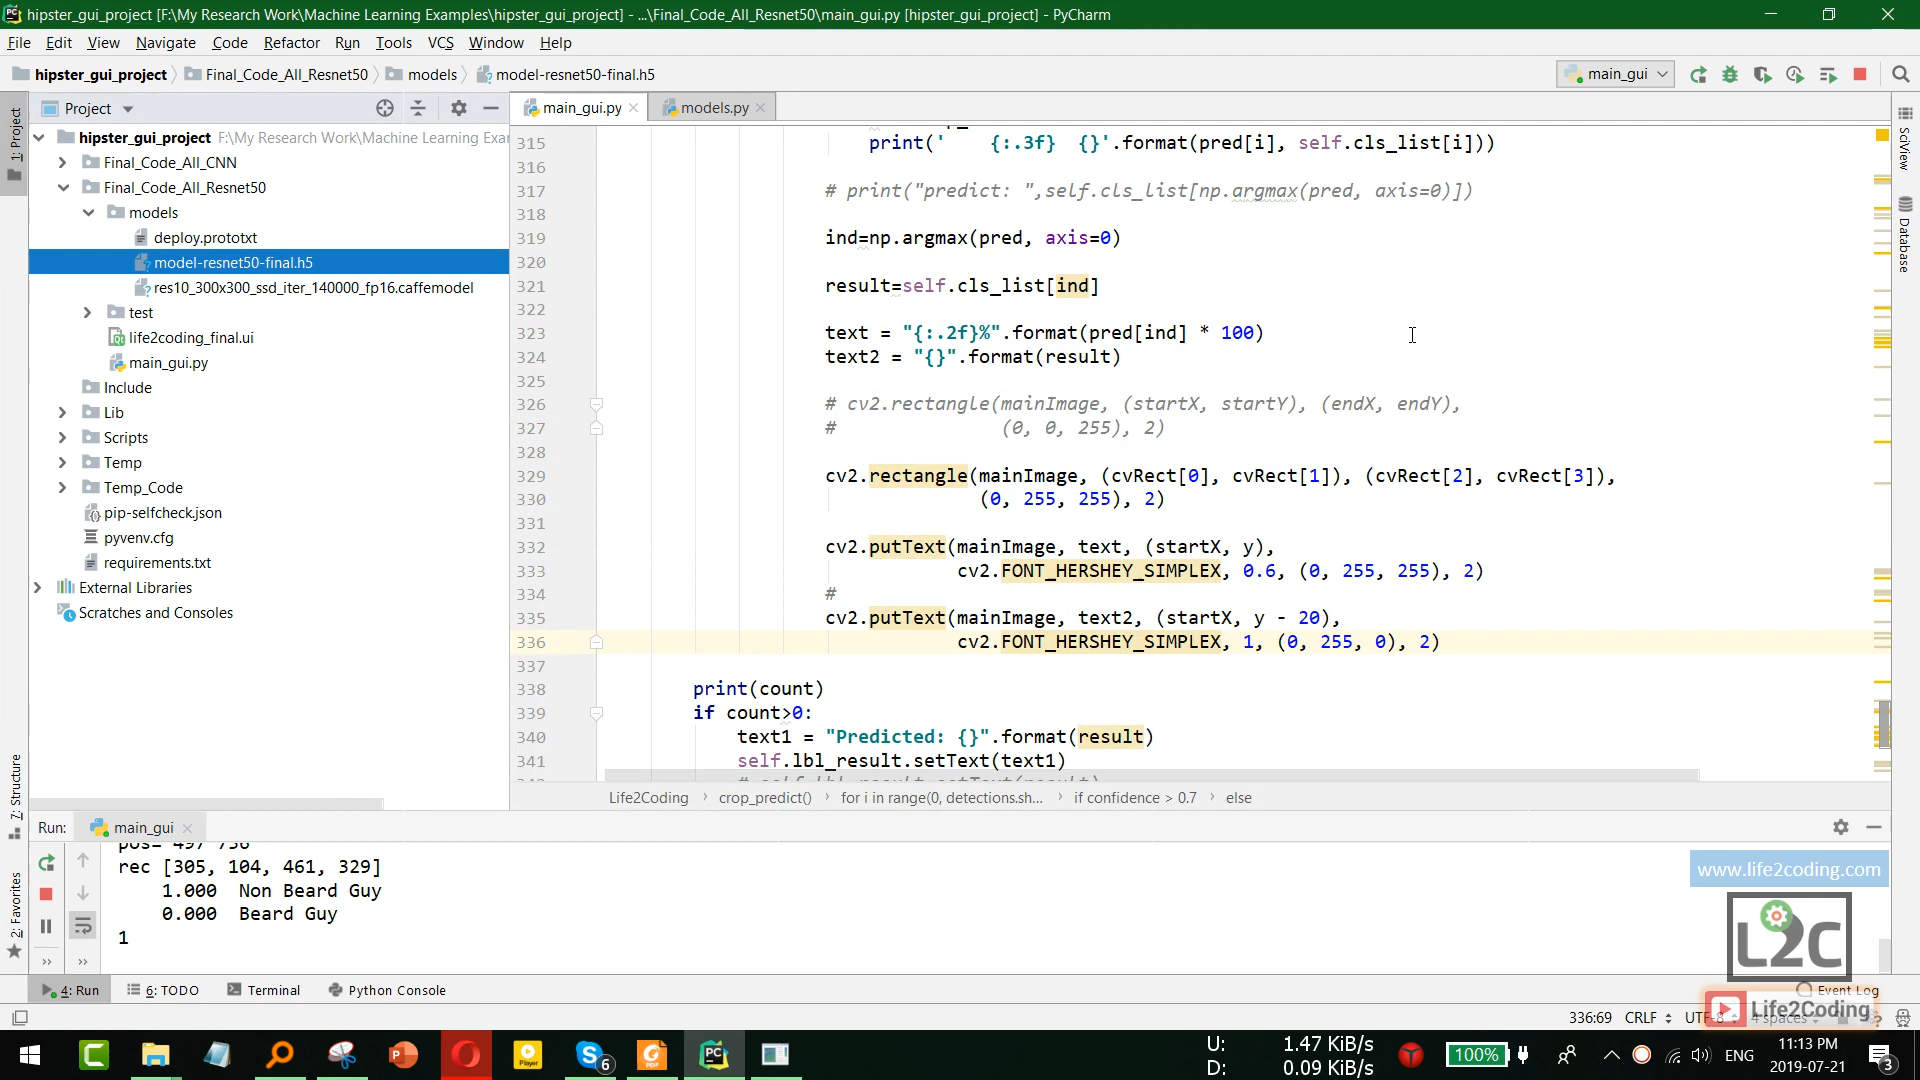 hipster_gui_project [F:\My Research Work\Machine Learning Examples\hipster_gui_project] - ...\Final_Code_All_Resnet50\main_gui.py [hipster_gui_project] - PyCharm
File Edit View Navigate Code Refactor Run Tools VCS Window Help
hipster_gui_project Final_Code_All_Resnet50 models model-resnet50-final.h5
main_gui
Project
main_gui.py
models.py
1: Project
hipster_gui_project F:\My Research Work\Machine Learning Exa
Final_Code_All_CNN
Final_Code_All_Resnet50
models
deploy.prototxt
model-resnet50-final.h5
res10_300x300_ssd_iter_140000_fp16.caffemodel
test
life2coding_final.ui
main_gui.py
Include
Lib
Scripts
Temp
Temp_Code
pip-selfcheck.json
pyvenv.cfg
requirements.txt
External Libraries
Scratches and Consoles
315 print('    {:.3f}  {}'.format(pred[i], self.cls_list[i]))
316
317 # print("predict: ",self.cls_list[np.argmax(pred, axis=0)])
318
319 ind=np.argmax(pred, axis=0)
320
321 result=self.cls_list[ind]
322
323 text = "{:.2f}%".format(pred[ind] * 100)
324 text2 = "{}".format(result)
325
326 # cv2.rectangle(mainImage, (startX, startY), (endX, endY),
327 #               (0, 0, 255), 2)
328
329 cv2.rectangle(mainImage, (cvRect[0], cvRect[1]), (cvRect[2], cvRect[3]),
330 (0, 255, 255), 2)
331
332 cv2.putText(mainImage, text, (startX, y),
333 cv2.FONT_HERSHEY_SIMPLEX, 0.6, (0, 255, 255), 2)
334 #
335 cv2.putText(mainImage, text2, (startX, y - 20),
336 cv2.FONT_HERSHEY_SIMPLEX, 1, (0, 255, 0), 2)
337
338 print(count)
339 if count>0:
340 text1 = "Predicted: {}".format(result)
341 self.lbl_result.setText(text1)
Life2Coding crop_predict() for i in range(0, detections.sh... if confidence > 0.7 else
SciView
Database
7: Structure
2: Favorites
Run: main_gui
rec [305, 104, 461, 329]
1.000 Non Beard Guy
0.000 Beard Guy
1
www.life2coding.com
L2C
4: Run 6: TODO Terminal Python Console Event Log
Life2Coding
336:69 CRLF UTF-8 4 spaces
Player
PDF
PC
6
U: 1.47 KiB/s
D: 0.09 KiB/s
100%
ENG
11:13 PM
2019-07-21
3